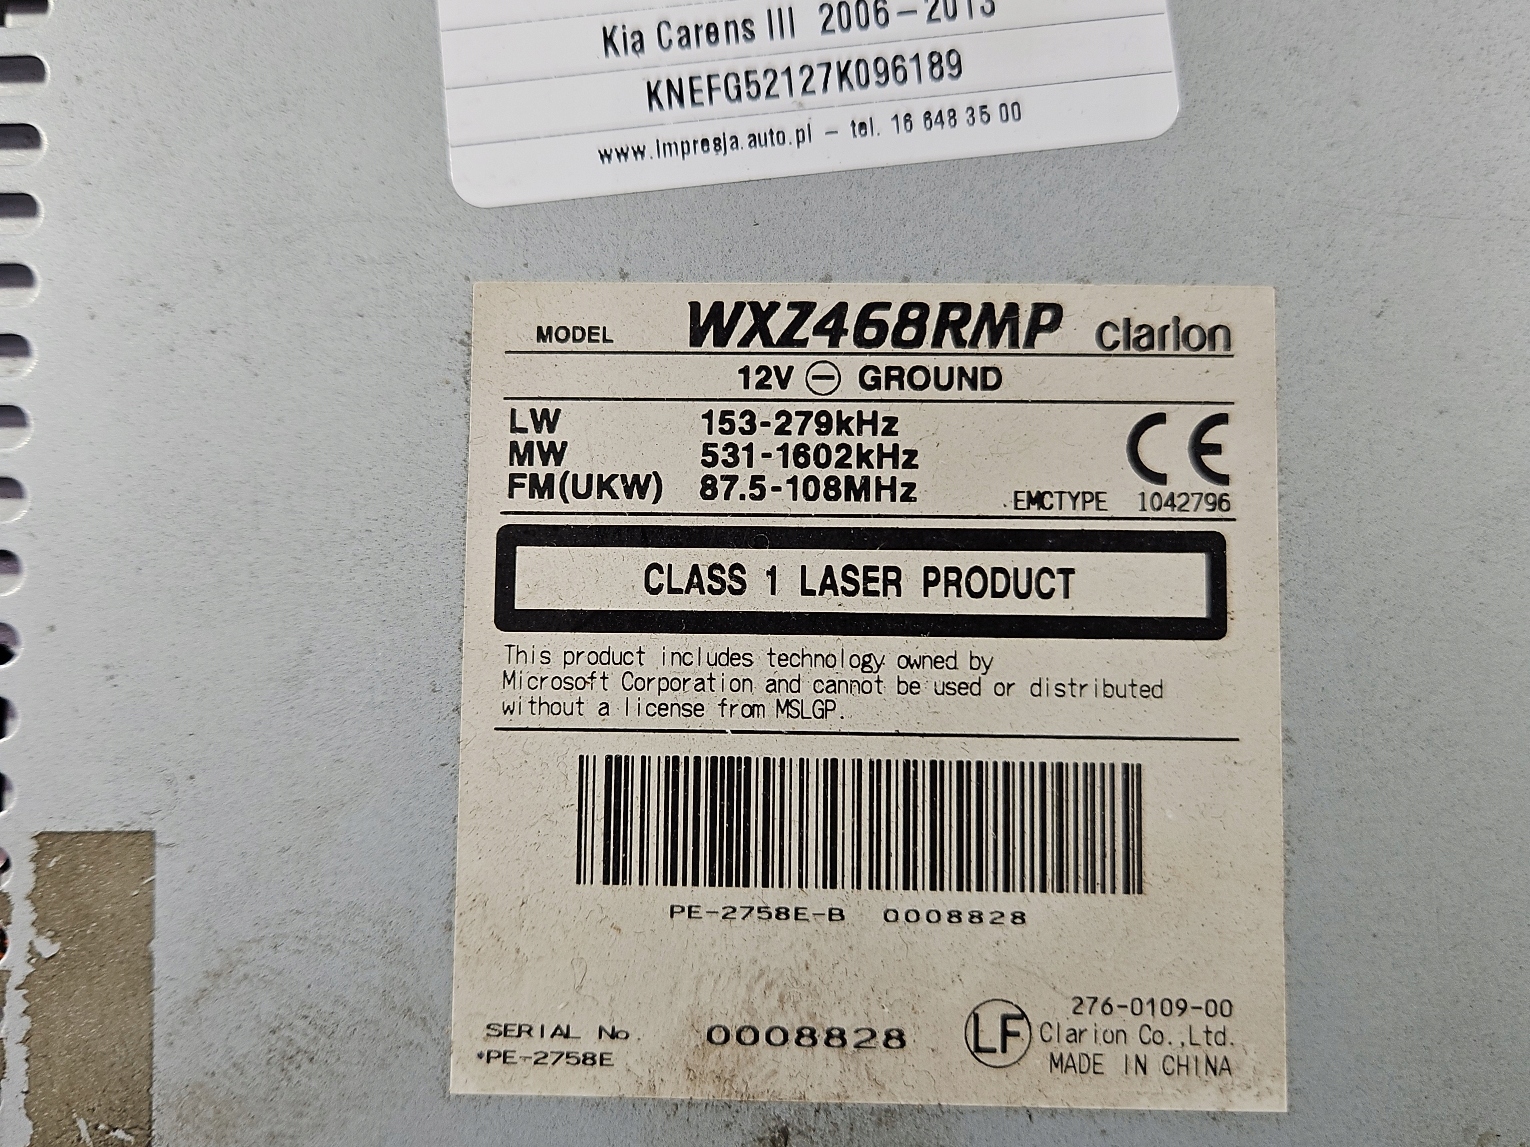 Kia Carens III 2006 – 2013
KNEFG52127K096189
www.Impresja.auto.pl – tel. 16 648 35 00
MODEL WXZ468RMP clarion
12V ⊖ GROUND
LW 153-279kHz
MW 531-1602kHz
FM(UKW) 87.5-108MHz
CE
EMCTYPE 1042796
CLASS 1 LASER PRODUCT
This product includes technology owned by
Microsoft Corporation and cannot be used or distributed
without a license from MSLGP.
PE-2758E-B 0008828
SERIAL No. 0008828
*PE-2758E
LF
276-0109-00
Clarion Co.,Ltd.
MADE IN CHINA